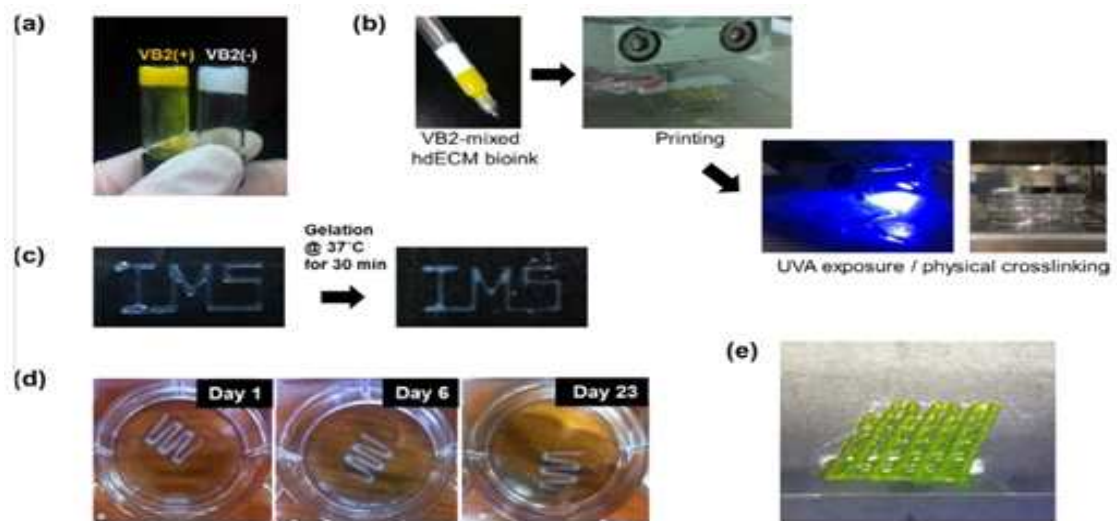 (a)
VB2(+) VB2(-)
(b)
VB2-mixed
hdECM bioink
Printing
UVA exposure / physical crosslinking
(c)
IMS
Gelation
@ 37°C
for 30 min
IMS
(d)
Day 1
Day 6
Day 23
(e)